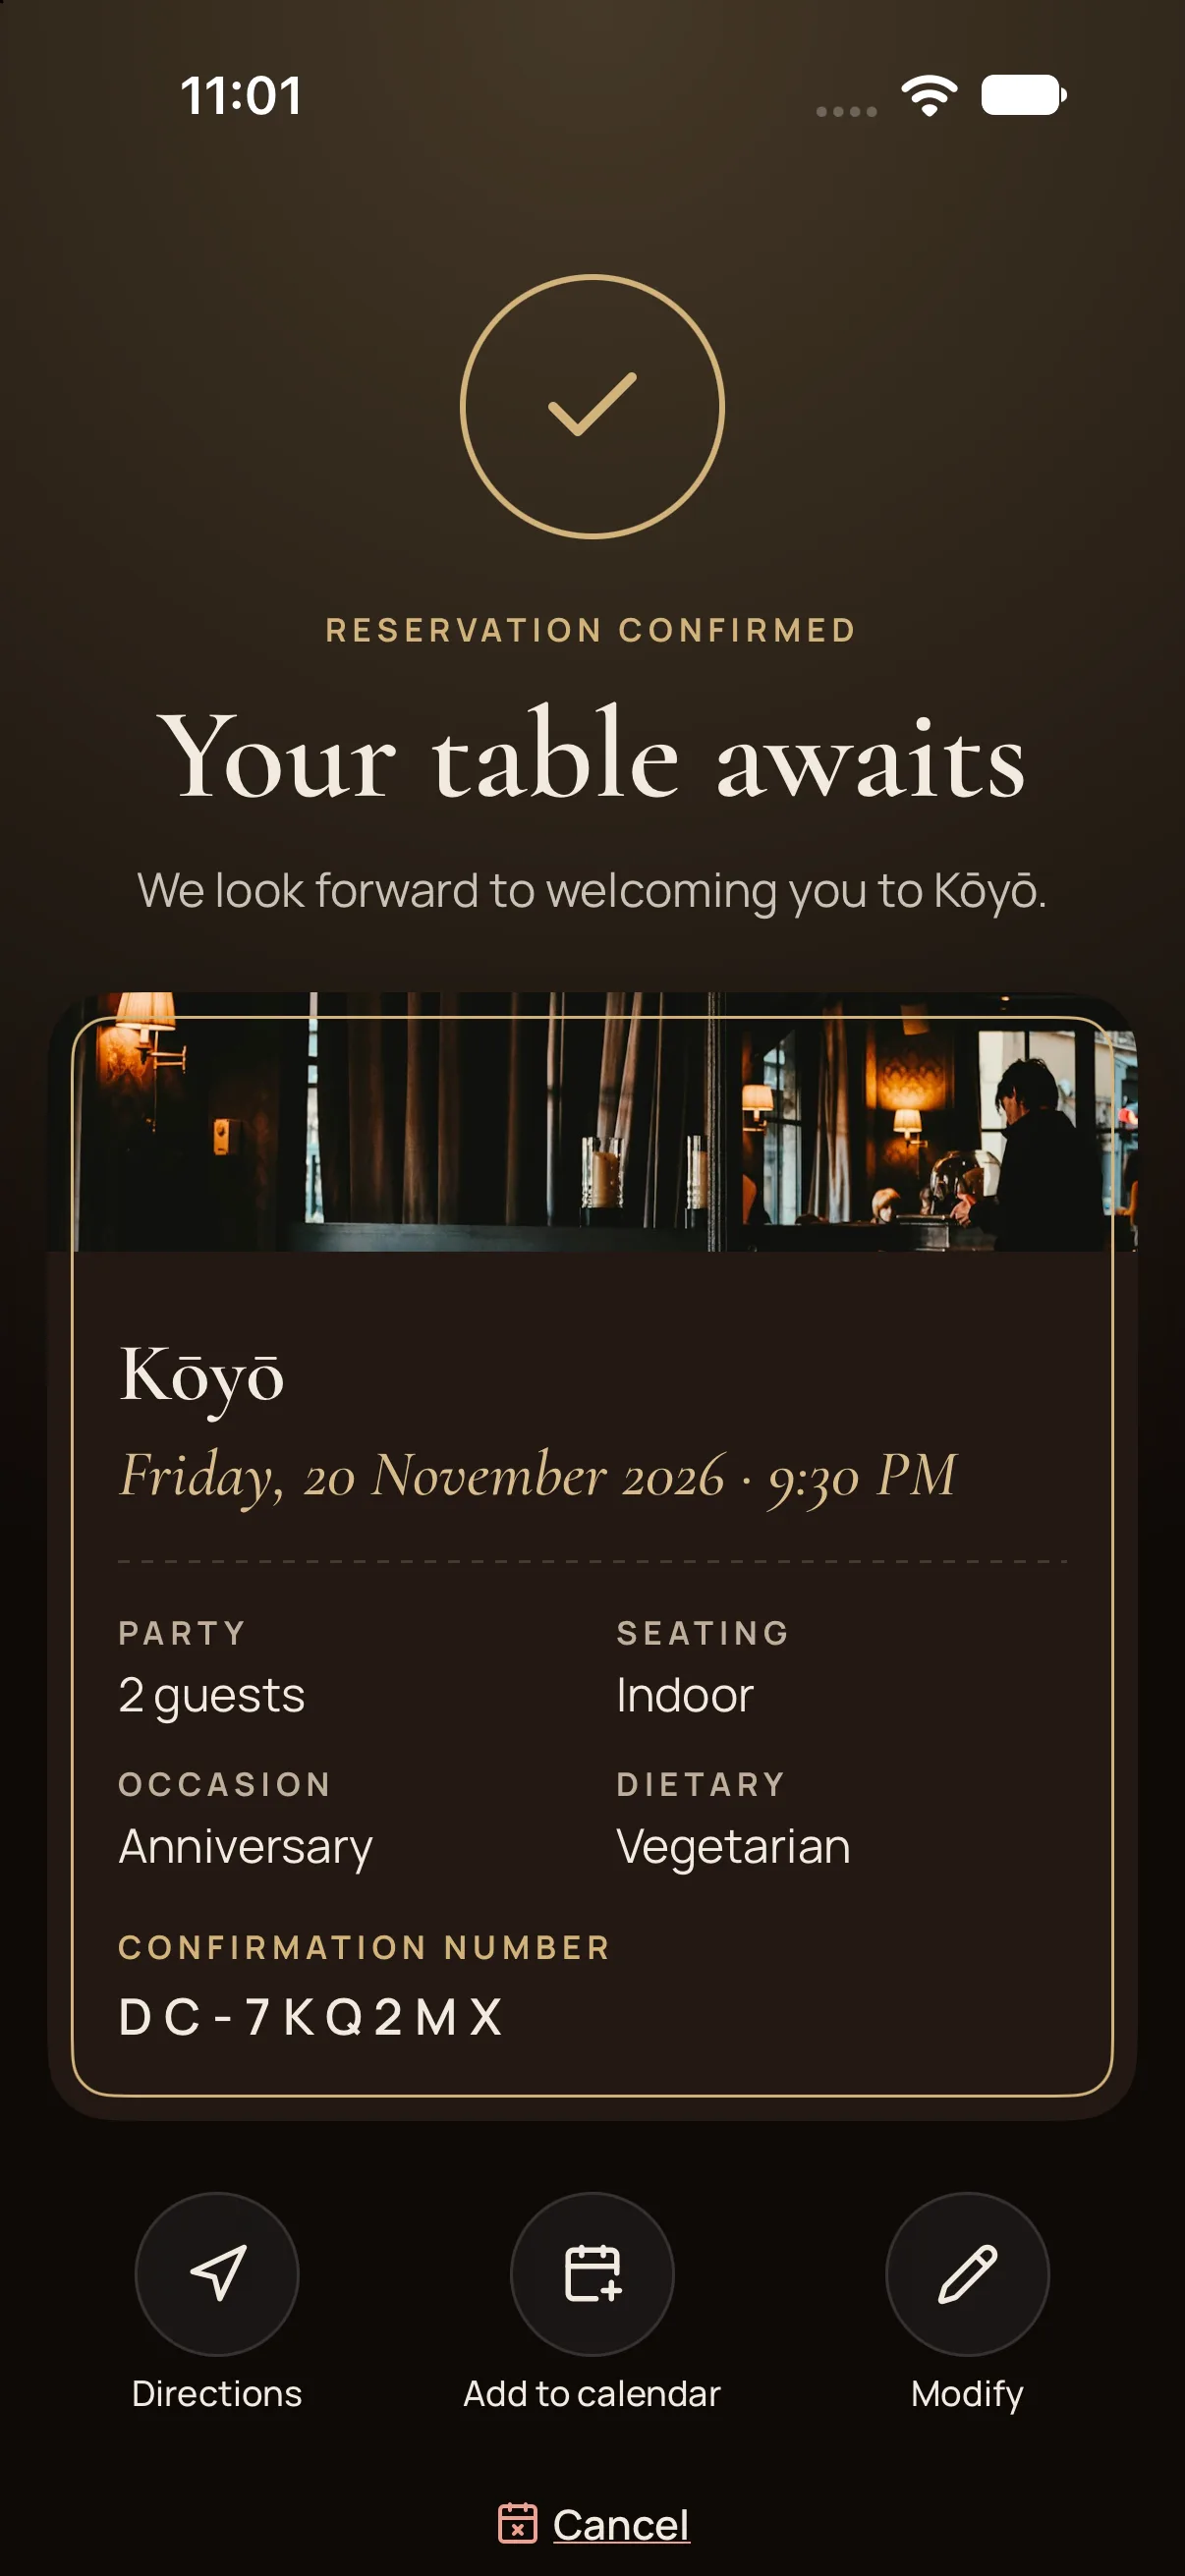 11:01
RESERVATION CONFIRMED
Your table awaits
We look forward to welcoming you to Kōyō.
Kōyō
Friday, 20 November 2026 · 9:30 PM
PARTY
2 guests
SEATING
Indoor
OCCASION
Anniversary
DIETARY
Vegetarian
CONFIRMATION NUMBER
DC-7KQ2MX
Directions
Add to calendar
Modify
Cancel